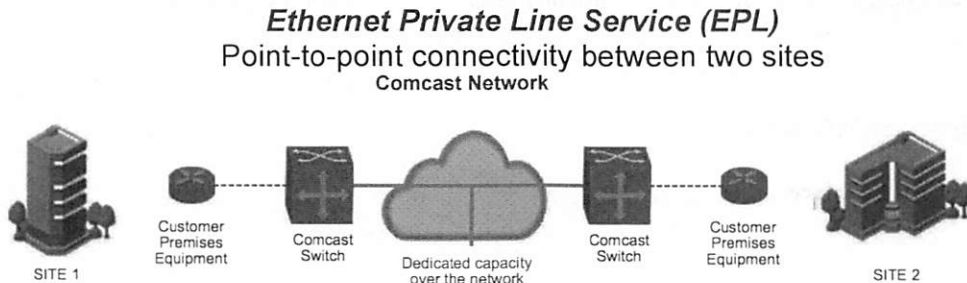 Ethernet Private Line Service (EPL)
Point-to-point connectivity between two sites
Comcast Network
SITE 1
Customer
Premises
Equipment
Comcast
Switch
Dedicated capacity
over the network
Comcast
Switch
Customer
Premises
Equipment
SITE 2